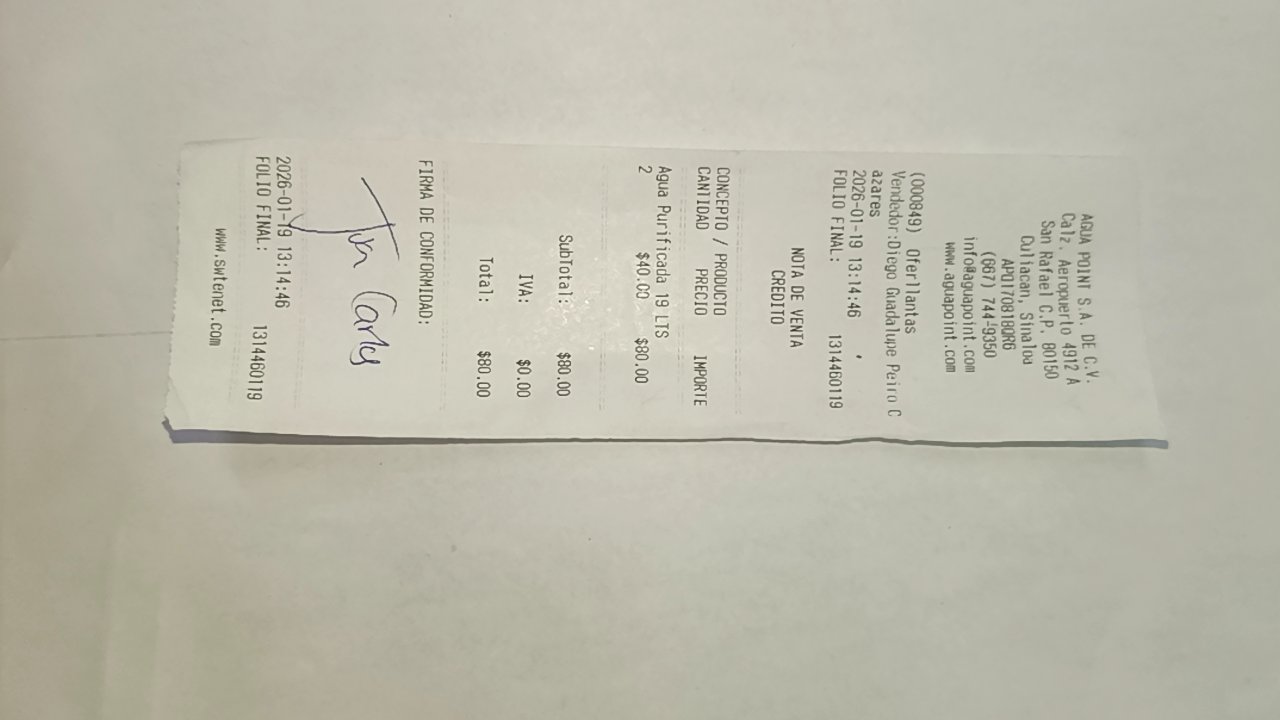 AGUA POINT S.A. DE C.V.
Calz. Aeropuerto 4912 A
San Rafael C.P. 80150
Culiacan, Sinaloa
APO170818QR6
(667) 744-9350
info@aguapoint.com
www.aguapoint.com
(000849) Oferllantas
Vendedor:Diego Guadalupe Peiro C
azares
2026-01-19 13:14:46
FOLIO FINAL: 1314460119
NOTA DE VENTA
CREDITO
CONCEPTO / PRODUCTO
CANTIDAD PRECIO IMPORTE
Agua Purificada 19 LTS
2 $40.00 $80.00
SubTotal: $80.00
IVA: $0.00
Total: $80.00
FIRMA DE CONFORMIDAD:
Carlos
2026-01-19 13:14:46
FOLIO FINAL: 1314460119
www.swtenet.com